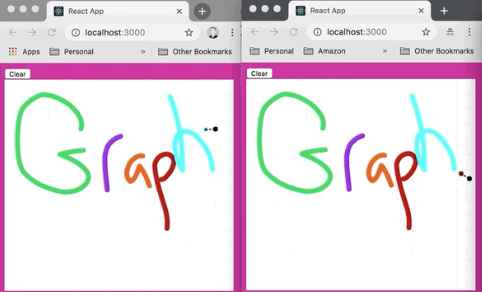 React App
React App
localhost:3000
localhost:3000
Apps Personal » Other Bookmarks
Personal Amazon » Other Bookmarks
Clear
Clear
Graph
Graph